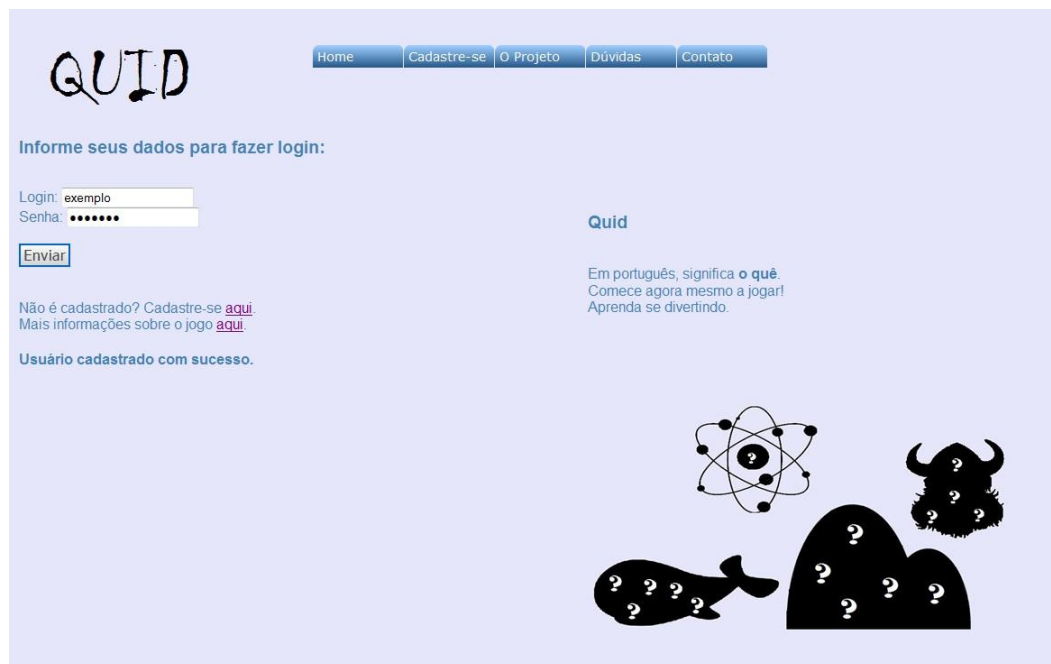 QUID
Home Cadastre-se O Projeto Dúvidas Contato
Informe seus dados para fazer login:
Login: exemplo
Senha: •••••••
Enviar
Não é cadastrado? Cadastre-se aqui.
Mais informações sobre o jogo aqui.
Usuário cadastrado com sucesso.
Quid
Em português, significa o quê.
Comece agora mesmo a jogar!
Aprenda se divertindo.
?
? ? ? ?
? ? ? ? ?
? ? ? ? ?